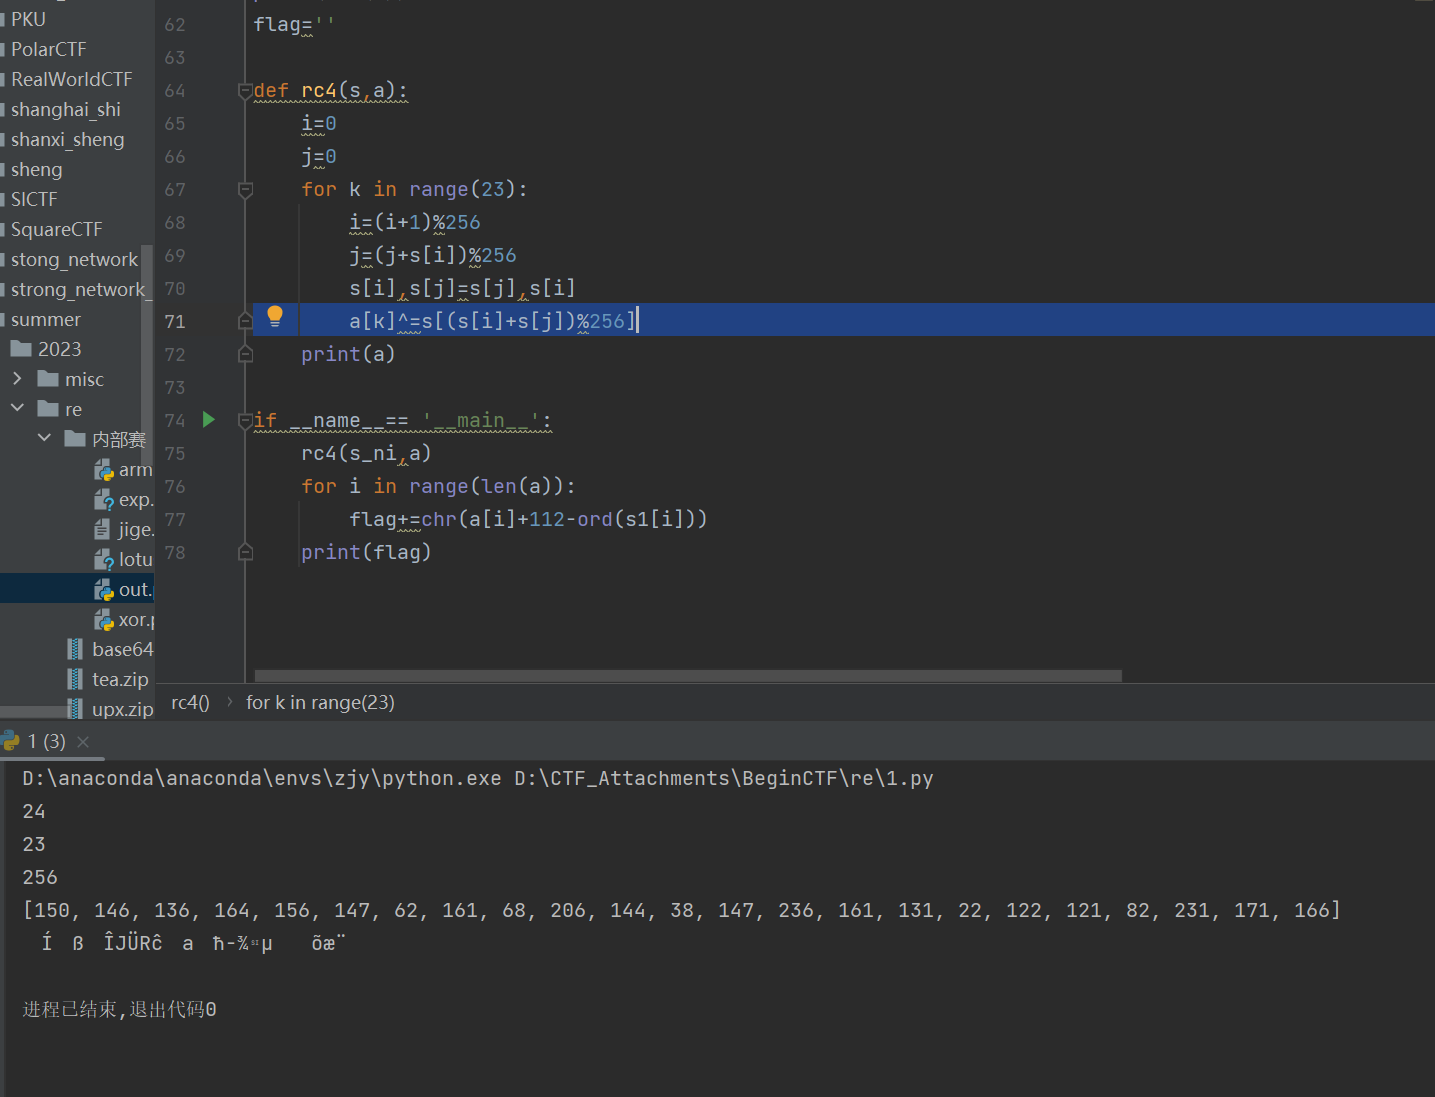 PKU
PolarCTF
RealWorldCTF
shanghai_shi
shanxi_sheng
sheng
SICTF
SquareCTF
stong_network
strong_network_
summer
2023
misc
re
内部赛
arm
exp.
jige.
lotu
out.p
xor.p
base64
tea.zip
upx.zip
62 flag=''
63
64 def rc4(s,a):
65 i=0
66 j=0
67 for k in range(23):
68 i=(i+1)%256
69 j=(j+s[i])%256
70 s[i],s[j]=s[j],s[i]
71 a[k]^=s[(s[i]+s[j])%256]
72 print(a)
73
74 if __name__== '__main__':
75 rc4(s_ni,a)
76 for i in range(len(a)):
77 flag+=chr(a[i]+112-ord(s1[i]))
78 print(flag)
rc4() › for k in range(23)
1 (3)
D:\anaconda\anaconda\envs\zjy\python.exe D:\CTF_Attachments\BeginCTF\re\1.py
24
23
256
[150, 146, 136, 164, 156, 147, 62, 161, 68, 206, 144, 38, 147, 236, 161, 131, 22, 122, 121, 82, 231, 171, 166]
Í ß ÎJÜRĉ a ħ-¾µ õæ¨
进程已结束,退出代码0